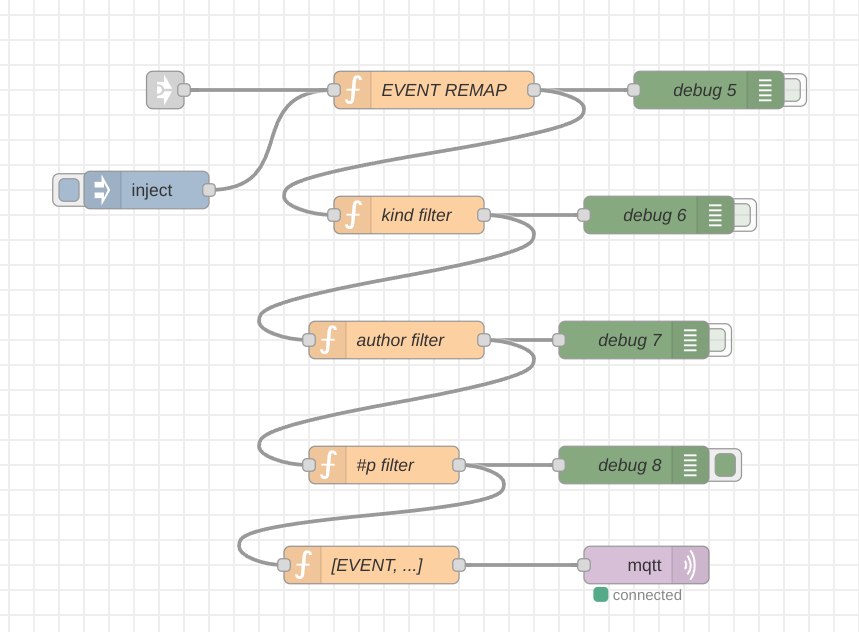 EVENT REMAP
debug 5
inject
kind filter
debug 6
author filter
debug 7
#p filter
debug 8
[EVENT, ...]
mqtt
connected